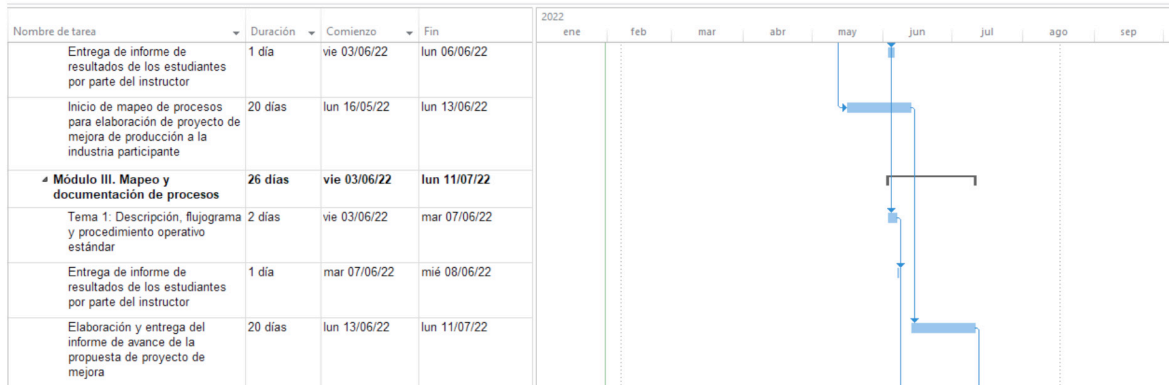 2022
Nombre de tarea Duración Comienzo Fin ene feb mar abr may jun jul ago sep
Entrega de informe de 1 día vie 03/06/22 lun 06/06/22
resultados de los estudiantes
por parte del instructor
Inicio de mapeo de procesos 20 días lun 16/05/22 lun 13/06/22
para elaboración de proyecto de
mejora de producción a la
industria participante
Módulo III. Mapeo y 26 días vie 03/06/22 lun 11/07/22
documentación de procesos
Tema 1: Descripción, flujograma 2 días vie 03/06/22 mar 07/06/22
y procedimiento operativo
estándar
Entrega de informe de 1 día mar 07/06/22 mié 08/06/22
resultados de los estudiantes
por parte del instructor
Elaboración y entrega del 20 días lun 13/06/22 lun 11/07/22
informe de avance de la
propuesta de proyecto de
mejora